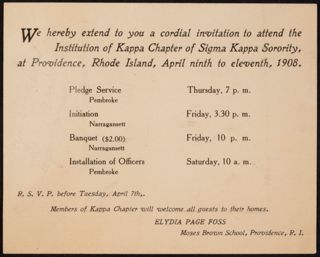 We hereby extend to you a cordial invitation to attend the
Institution of Kappa Chapter of Sigma Kappa Sorority,
at Providence, Rhode Island, April ninth to eleventh, 1908.
Pledge Service Thursday, 7 p. m.
Pembroke
Initiation Friday, 3.30 p. m.
Narragansett
Banquet ($2.00) Friday, 10 p. m.
Narragansett
Installation of Officers Saturday, 10 a. m.
Pembroke
R. S. V. P. before Tuesday, April 7th,.
Members of Kappa Chapter will welcome all guests to their homes.
ELYDIA PAGE FOSS
Moses Brown School, Providence, R. I.